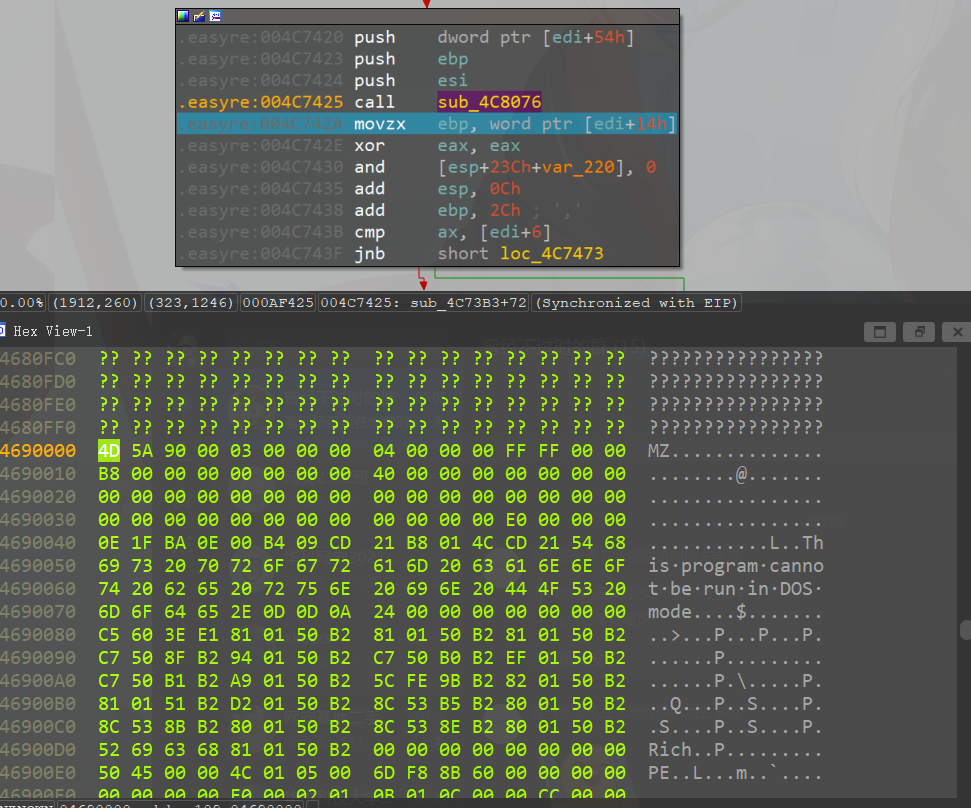 .easyre:004C7420 push dword ptr [edi+54h]
.easyre:004C7423 push ebp
.easyre:004C7424 push esi
.easyre:004C7425 call sub_4C8076
.easyre:004C742A movzx ebp, word ptr [edi+14h]
.easyre:004C742E xor eax, eax
.easyre:004C7430 and [esp+23Ch+var_220], 0
.easyre:004C7435 add esp, 0Ch
.easyre:004C7438 add ebp, 2Ch ; ','
.easyre:004C743B cmp ax, [edi+6]
.easyre:004C743F jnb short loc_4C7473
0.00% (1912,260) (323,1246) 000AF425 004C7425: sub_4C73B3+72 (Synchronized with EIP)
Hex View-1
4680FC0 ?? ?? ?? ?? ?? ?? ?? ?? ?? ?? ?? ?? ?? ?? ?? ?? ????????????????
4680FD0 ?? ?? ?? ?? ?? ?? ?? ?? ?? ?? ?? ?? ?? ?? ?? ?? ????????????????
4680FE0 ?? ?? ?? ?? ?? ?? ?? ?? ?? ?? ?? ?? ?? ?? ?? ?? ????????????????
4680FF0 ?? ?? ?? ?? ?? ?? ?? ?? ?? ?? ?? ?? ?? ?? ?? ?? ????????????????
4690000 4D 5A 90 00 03 00 00 00 04 00 00 00 FF FF 00 00 MZ..............
4690010 B8 00 00 00 00 00 00 00 40 00 00 00 00 00 00 00 ........@.......
4690020 00 00 00 00 00 00 00 00 00 00 00 00 00 00 00 00 ................
4690030 00 00 00 00 00 00 00 00 00 00 00 00 E0 00 00 00 ................
4690040 0E 1F BA 0E 00 B4 09 CD 21 B8 01 4C CD 21 54 68 ...........L..Th
4690050 69 73 20 70 72 6F 67 72 61 6D 20 63 61 6E 6E 6F is·program·canno
4690060 74 20 62 65 20 72 75 6E 20 69 6E 20 44 4F 53 20 t·be·run·in·DOS·
4690070 6D 6F 64 65 2E 0D 0D 0A 24 00 00 00 00 00 00 00 mode....$.......
4690080 C5 60 3E E1 81 01 50 B2 81 01 50 B2 81 01 50 B2 ..>...P...P...P.
4690090 C7 50 8F B2 94 01 50 B2 C7 50 B0 B2 EF 01 50 B2 ......P.......P.
46900A0 C7 50 B1 B2 A9 01 50 B2 5C FE 9B B2 82 01 50 B2 ......P.\.....P.
46900B0 81 01 51 B2 D2 01 50 B2 8C 53 B5 B2 80 01 50 B2 ..Q...P..S....P.
46900C0 8C 53 8B B2 80 01 50 B2 8C 53 8E B2 80 01 50 B2 .S....P..S....P.
46900D0 52 69 63 68 81 01 50 B2 00 00 00 00 00 00 00 00 Rich..P.........
46900E0 50 45 00 00 4C 01 05 00 6D F8 8B 60 00 00 00 00 PE..L...m..`....
46900F0 00 00 00 00 E0 00 02 01 0B 01 0C 00 00 CC 00 00